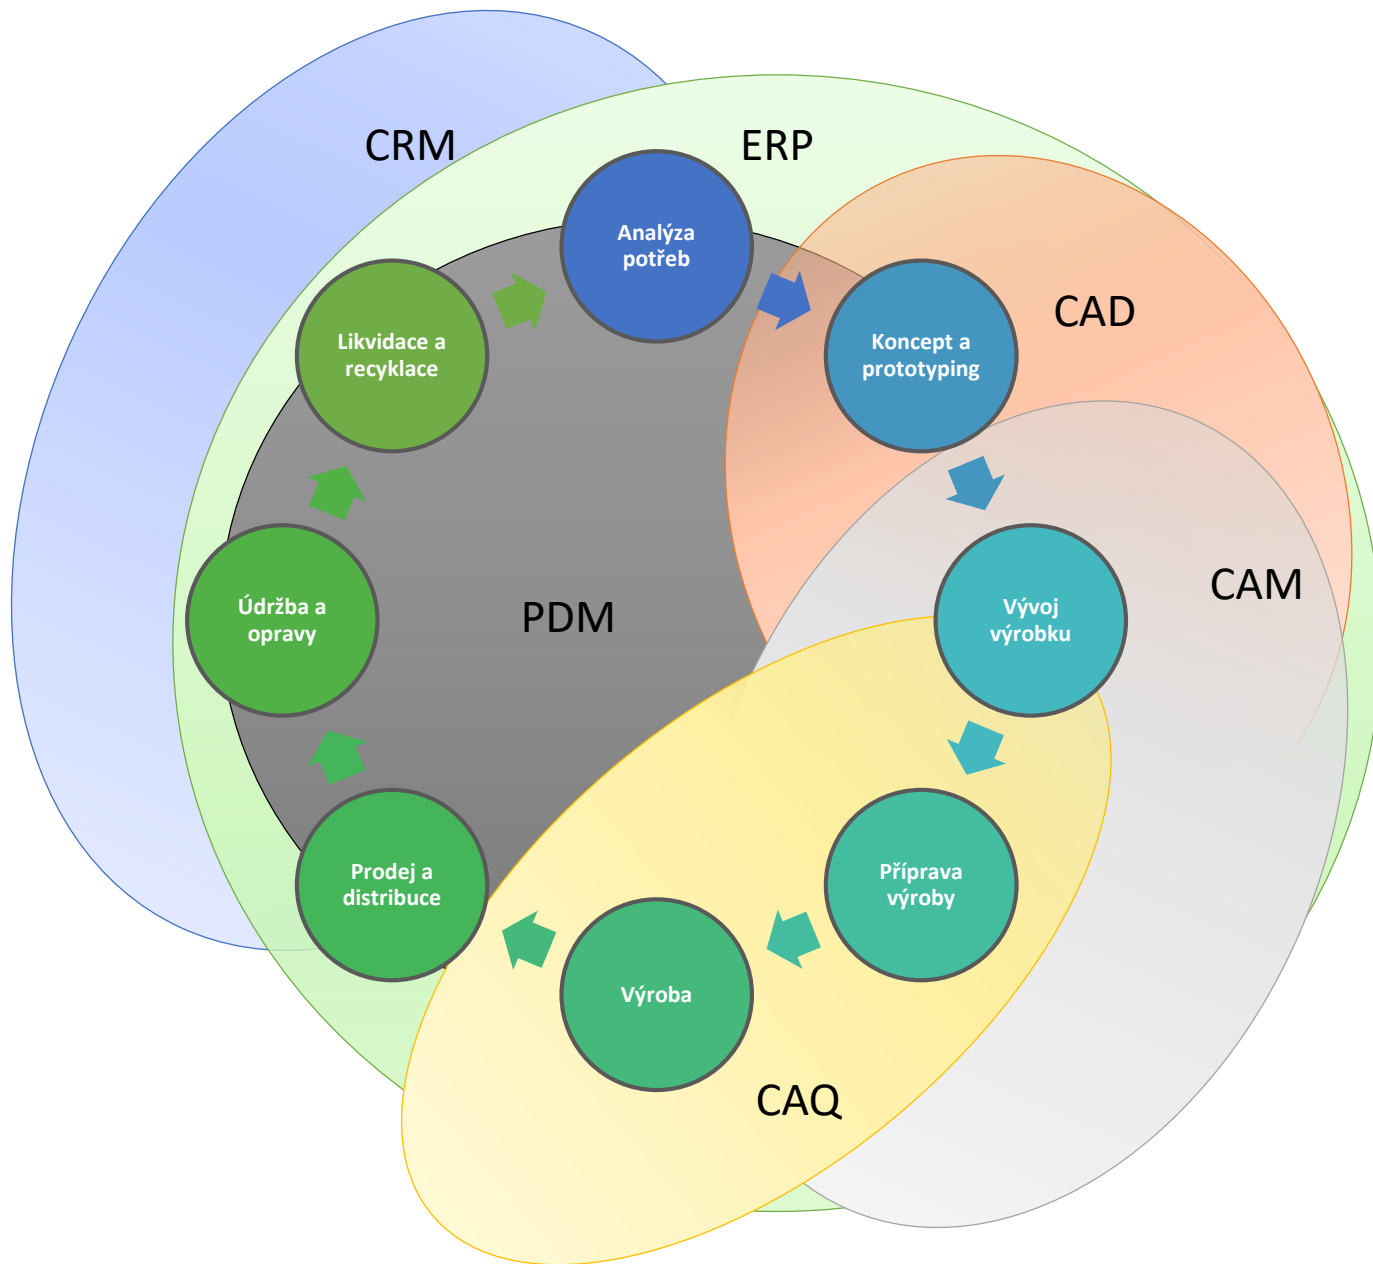 CRM
ERP
Analýza
potřeb
CAD
Likvidace a
recyklace
Koncept a
prototyping
CAM
Údržba a
opravy
PDM
Vývoj
výrobku
Prodej a
distribuce
Příprava
výroby
Výroba
CAQ